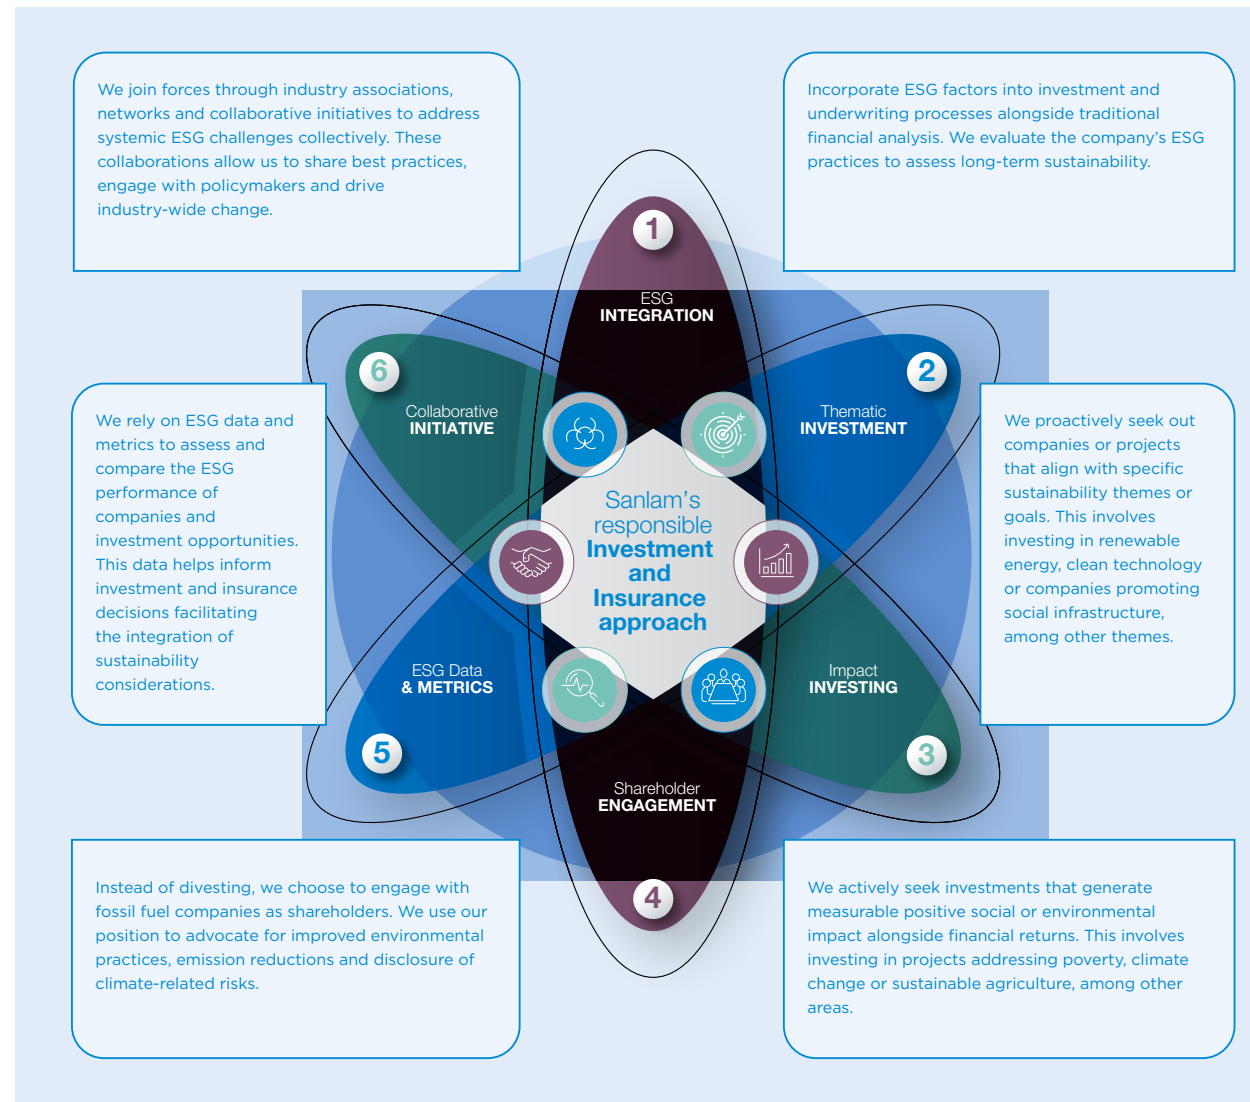 We join forces through industry associations,
networks and collaborative initiatives to address
systemic ESG challenges collectively. These
collaborations allow us to share best practices,
engage with policymakers and drive
industry-wide change.
Incorporate ESG factors into investment and
underwriting processes alongside traditional
financial analysis. We evaluate the company’s ESG
practices to assess long-term sustainability.
1
ESG
INTEGRATION
6
Collaborative
INITIATIVE
2
Thematic
INVESTMENT
We rely on ESG data and
metrics to assess and
compare the ESG
performance of
companies and
investment opportunities.
This data helps inform
investment and insurance
decisions facilitating
the integration of
sustainability
considerations.
Sanlam’s
responsible
Investment
and
Insurance
approach
We proactively seek out
companies or projects
that align with specific
sustainability themes or
goals. This involves
investing in renewable
energy, clean technology
or companies promoting
social infrastructure,
among other themes.
ESG Data
& METRICS
5
Impact
INVESTING
3
Shareholder
ENGAGEMENT
4
Instead of divesting, we choose to engage with
fossil fuel companies as shareholders. We use our
position to advocate for improved environmental
practices, emission reductions and disclosure of
climate-related risks.
We actively seek investments that generate
measurable positive social or environmental
impact alongside financial returns. This involves
investing in projects addressing poverty, climate
change or sustainable agriculture, among other
areas.